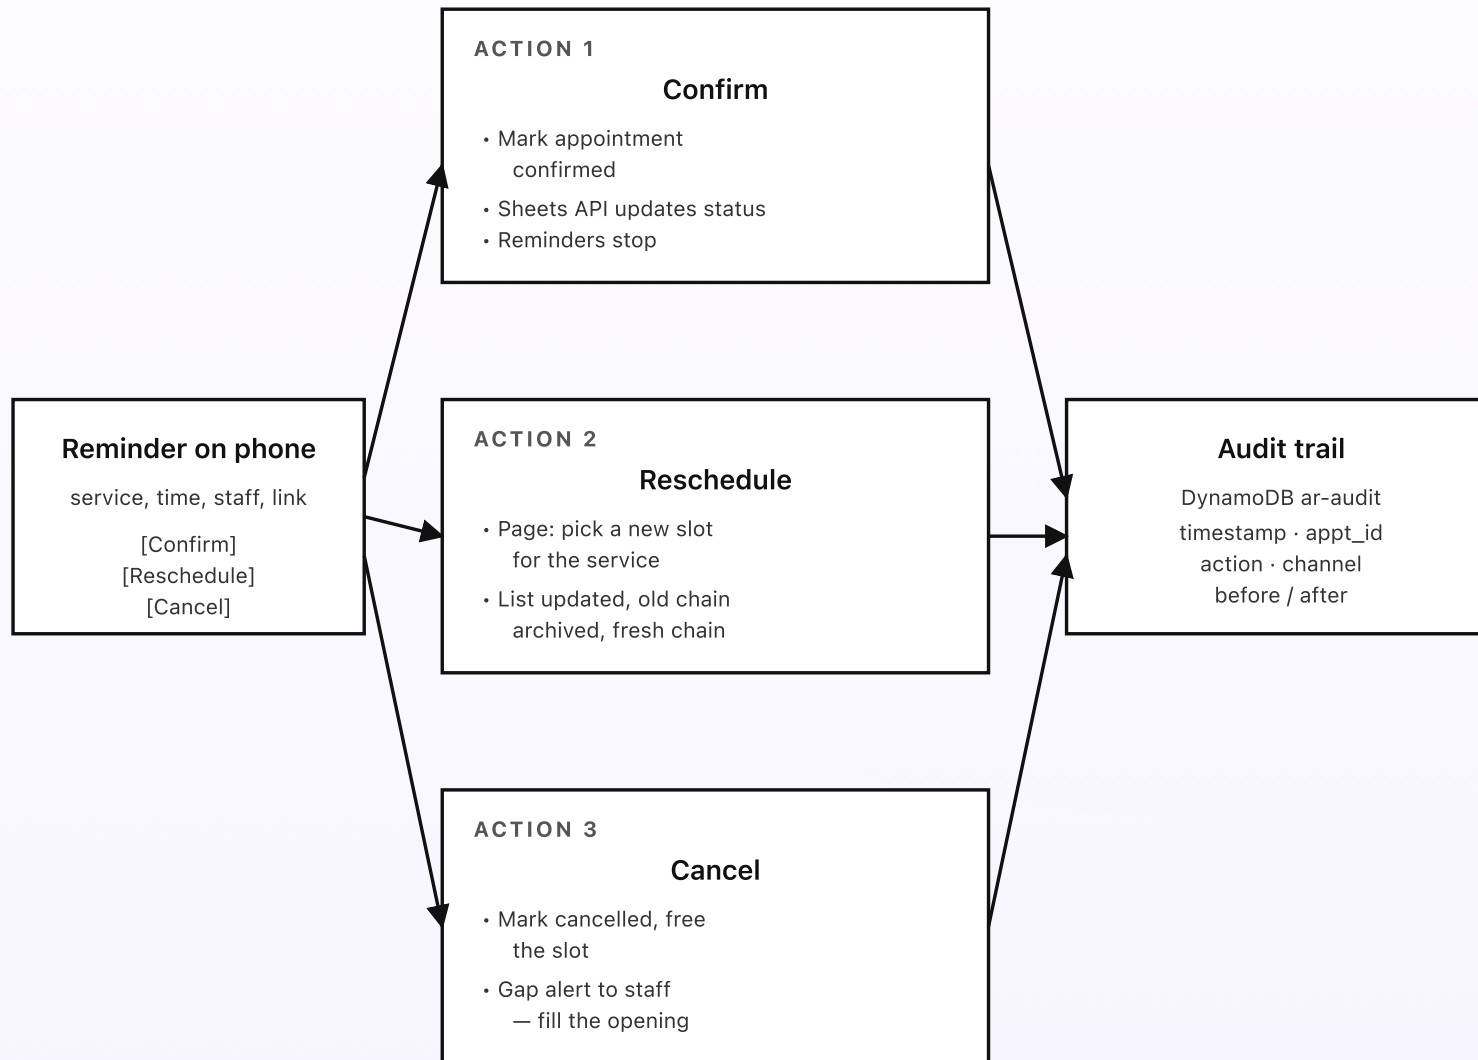 ACTION 1
Confirm
• Mark appointment
confirmed
• Sheets API updates status
• Reminders stop
Reminder on phone
service, time, staff, link
[Confirm]
[Reschedule]
[Cancel]
ACTION 2
Reschedule
• Page: pick a new slot
for the service
• List updated, old chain
archived, fresh chain
Audit trail
DynamoDB ar-audit
timestamp · appt_id
action · channel
before / after
ACTION 3
Cancel
• Mark cancelled, free
the slot
• Gap alert to staff
— fill the opening